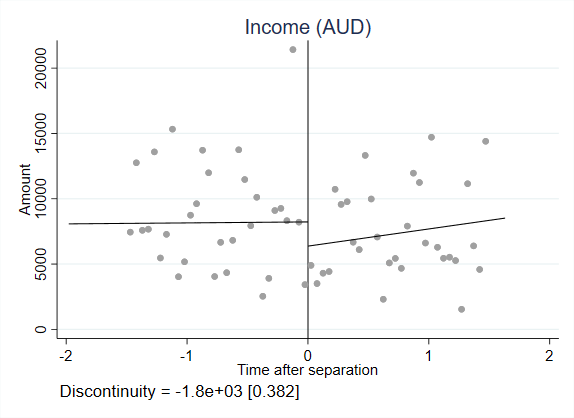 Income (AUD)
20000
15000
10000
5000
0
Amount
-2 -1 0 1 2
Time after separation
Discontinuity = -1.8e+03 [0.382]